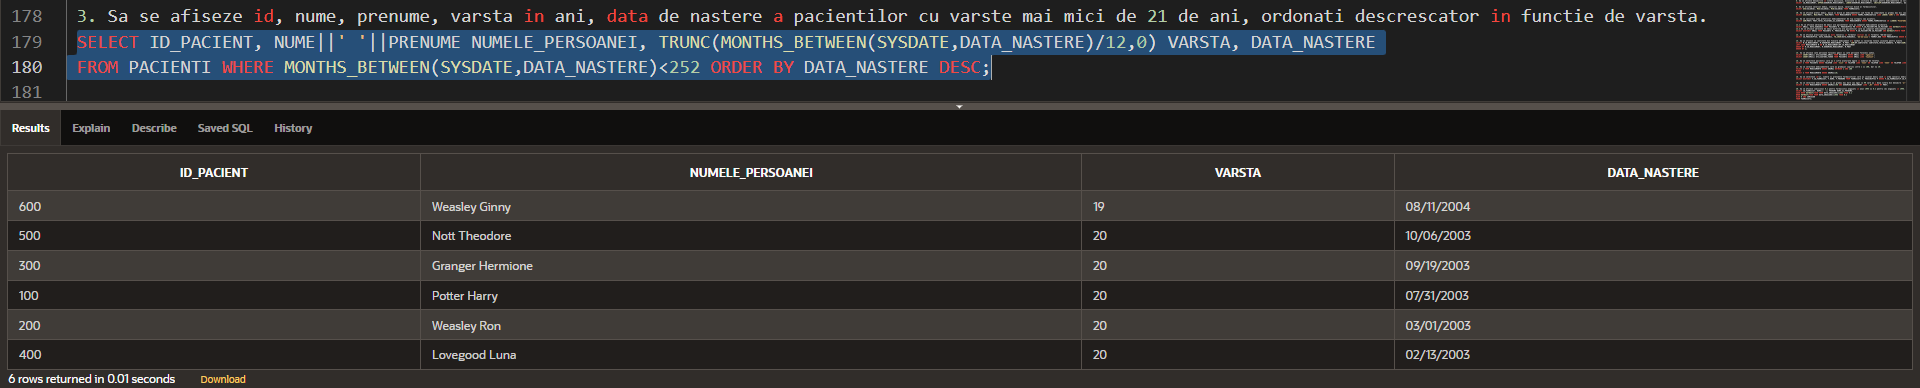 178 3. Sa se afiseze id, nume, prenume, varsta in ani, data de nastere a pacientilor cu varste mai mici de 21 de ani, ordonati descrescator in functie de varsta.
179 SELECT ID_PACIENT, NUME||' '||PRENUME NUMELE_PERSOANEI, TRUNC(MONTHS_BETWEEN(SYSDATE,DATA_NASTERE)/12,0) VARSTA, DATA_NASTERE
180 FROM PACIENTI WHERE MONTHS_BETWEEN(SYSDATE,DATA_NASTERE)<252 ORDER BY DATA_NASTERE DESC;
181
Results Explain Describe Saved SQL History
ID_PACIENT NUMELE_PERSOANEI VARSTA DATA_NASTERE
600 Weasley Ginny 19 08/11/2004
500 Nott Theodore 20 10/06/2003
300 Granger Hermione 20 09/19/2003
100 Potter Harry 20 07/31/2003
200 Weasley Ron 20 03/01/2003
400 Lovegood Luna 20 02/13/2003
6 rows returned in 0.01 seconds Download